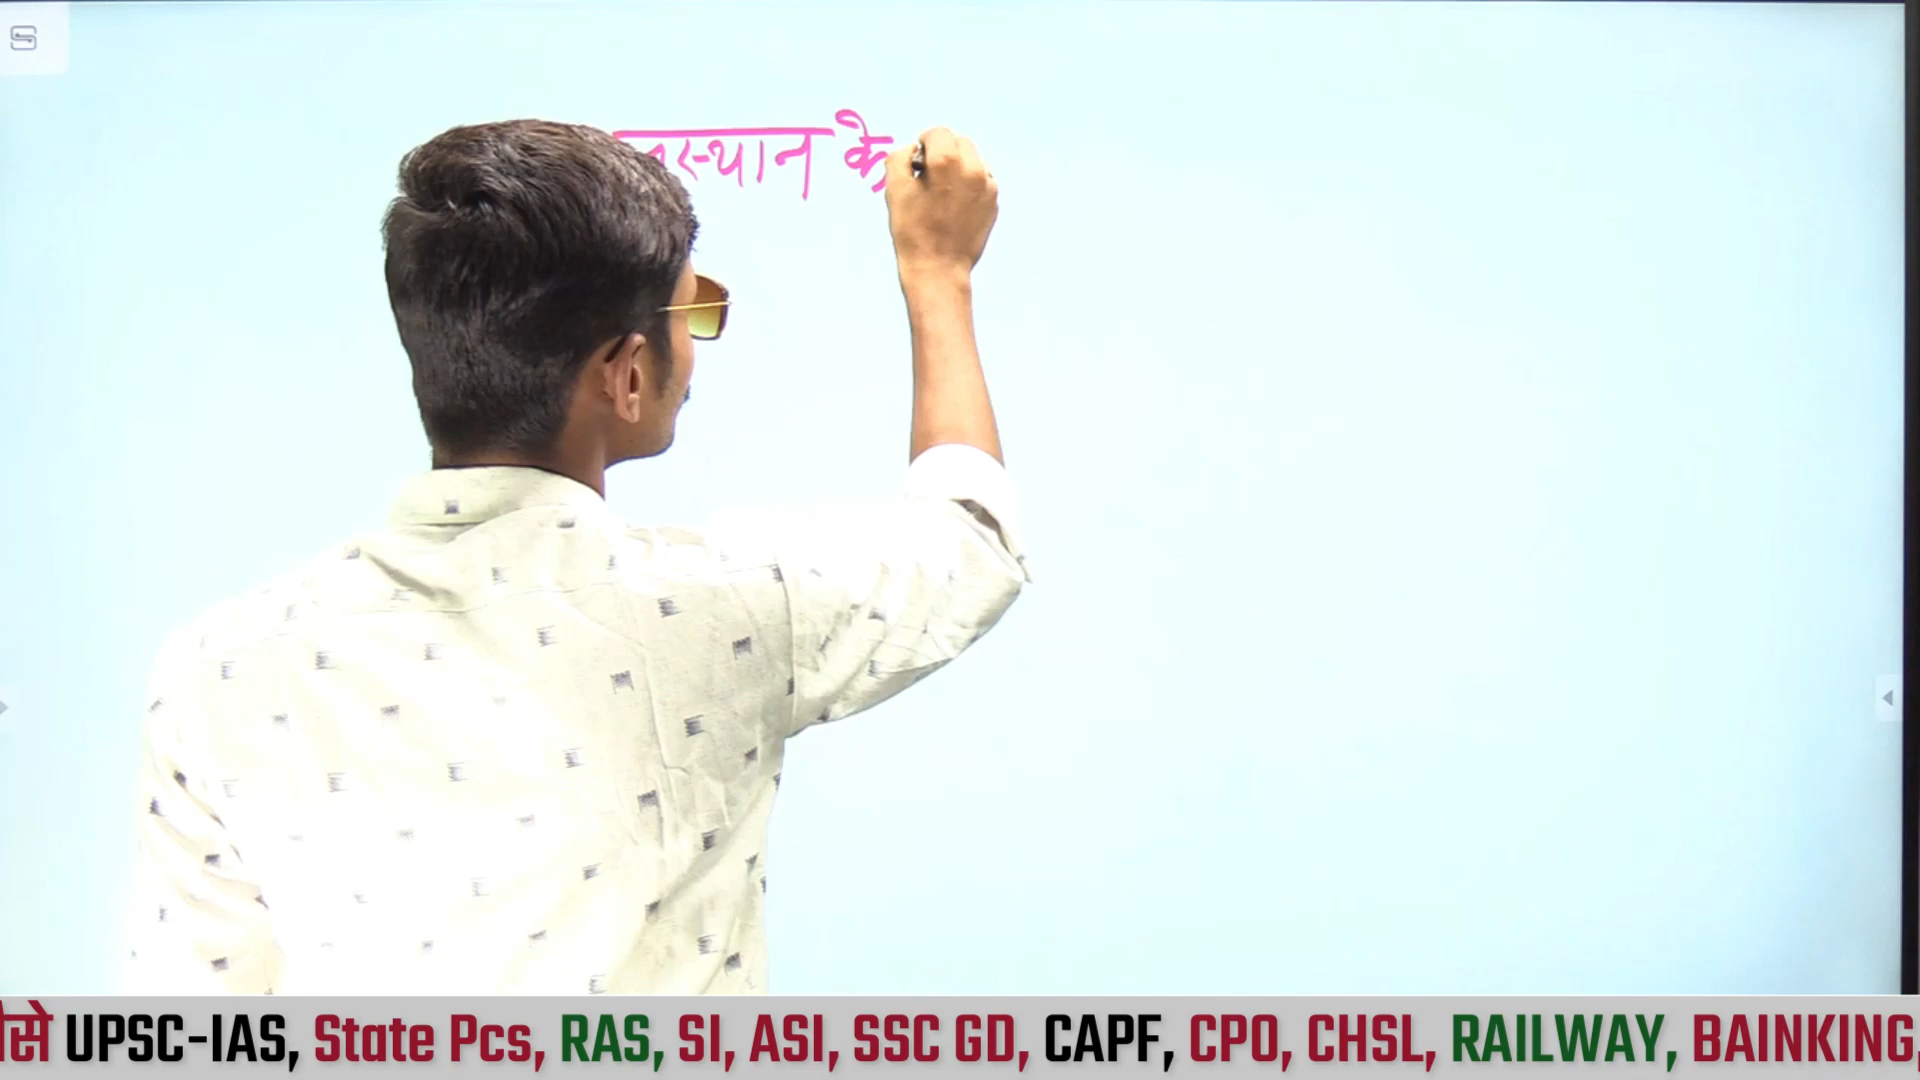 के
से UPSC-IAS, State Pcs, RAS, SI, ASI, SSC GD, CAPF, CPO, CHSL, RAILWAY, BAINKING,